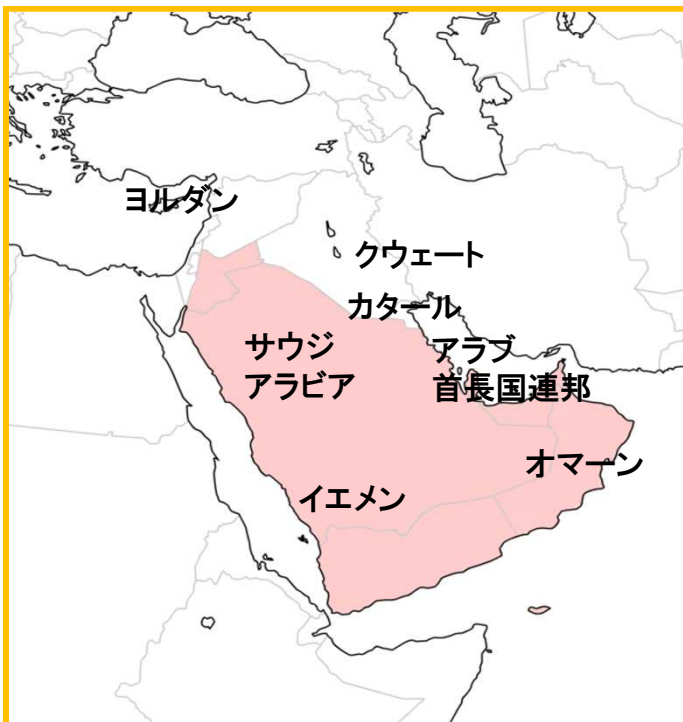 ヨルダン
クウェート
カタール
サウジ
アラビア
アラブ
首長国連邦
オマーン
イエメン